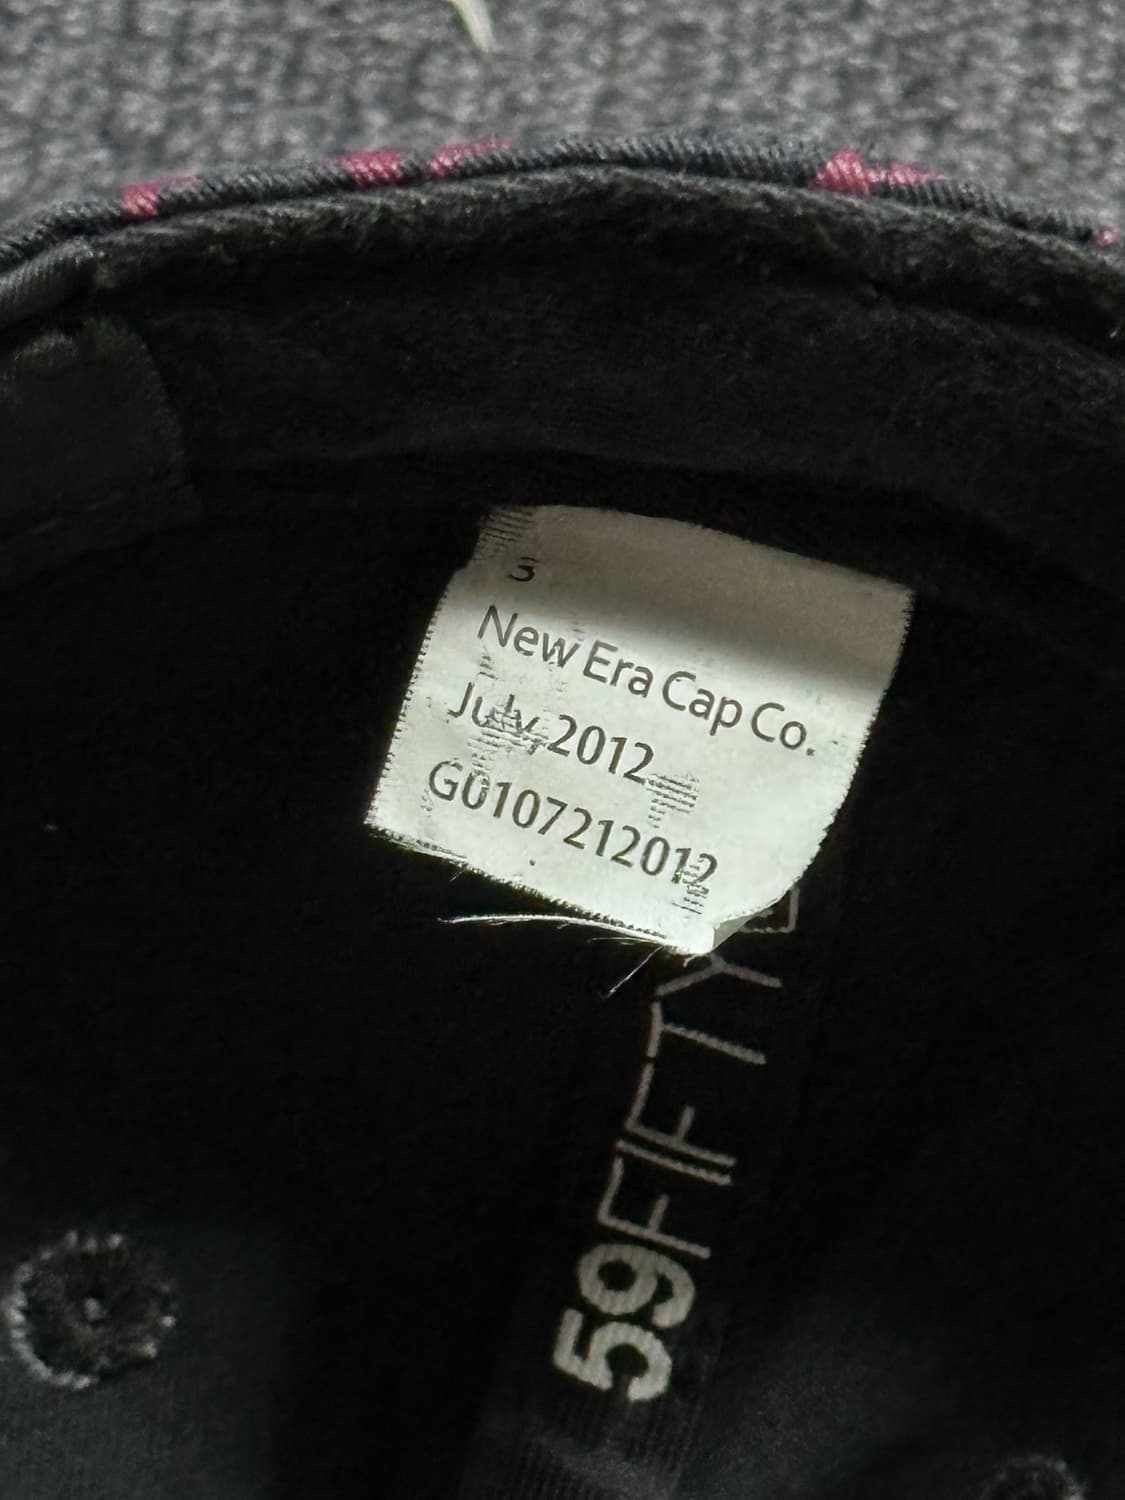 3
New Era Cap Co.
July, 2012
G0107212012
59FIFTY